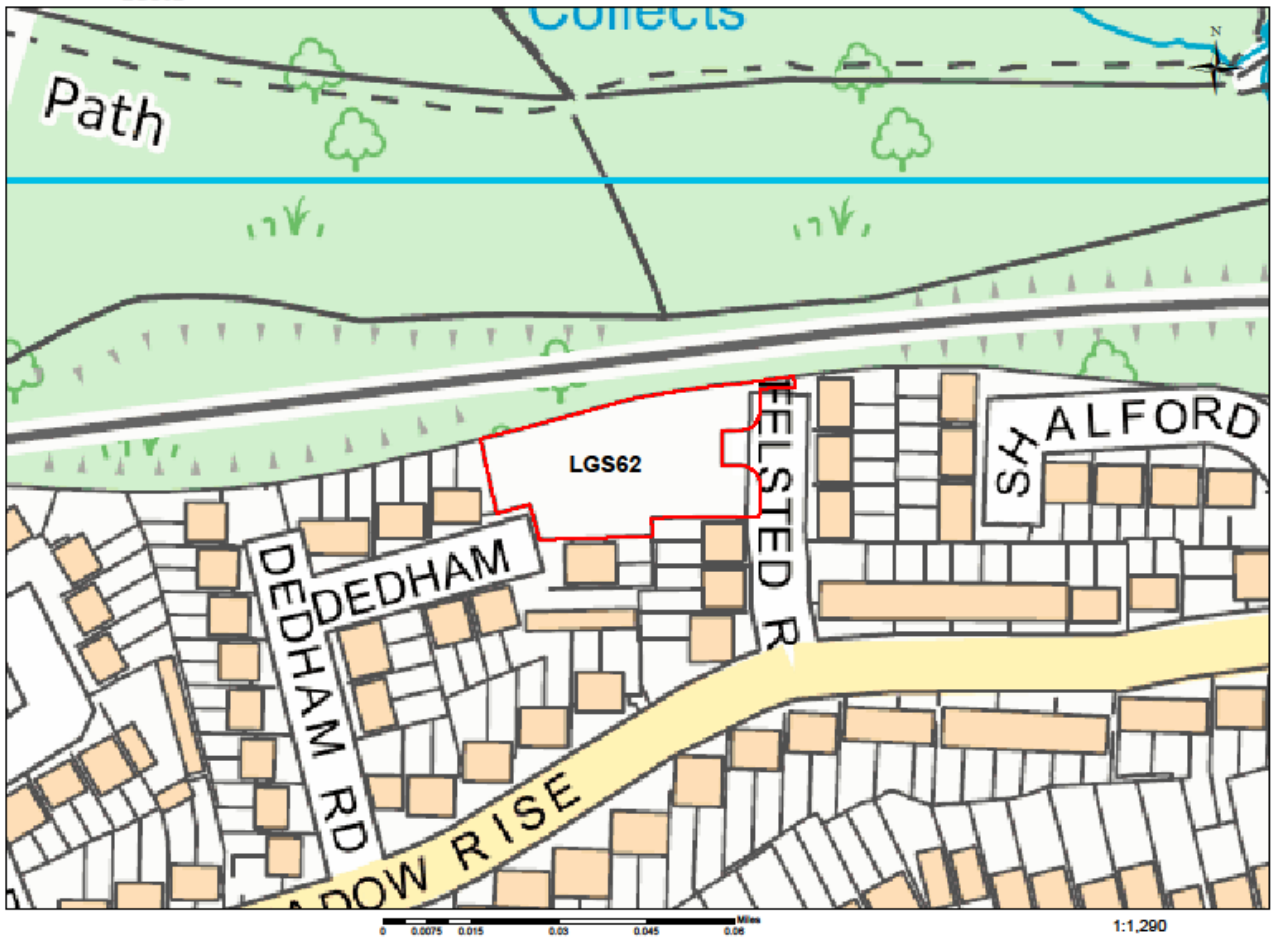 Collects
N
Path
LGS62
FELSTED R
SHALFORD
DEDHAM
DEDHAM RD
ADOW RISE
Miles
0 0.0075 0.015 0.03 0.045 0.06
1:1,290